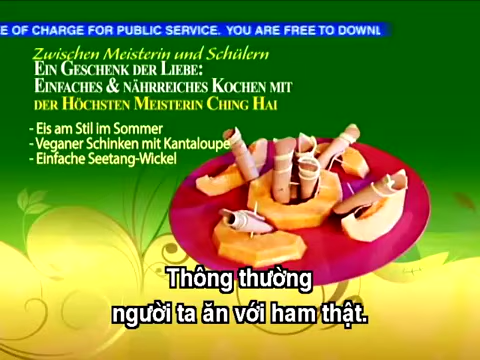 E OF CHARGE FOR PUBLIC SERVICE. YOU ARE FREE TO DOWNL
Zwischen Meisterin und Schülern
EIN GESCHENK DER LIEBE:
EINFACHES & NÄHRREICHES KOCHEN MIT
DER HÖCHSTEN MEISTERIN CHING HAI
- Eis am Stil im Sommer
- Veganer Schinken mit Kantaloupe
- Einfache Seetang-Wickel
Thông thường
người ta ăn với ham thật.